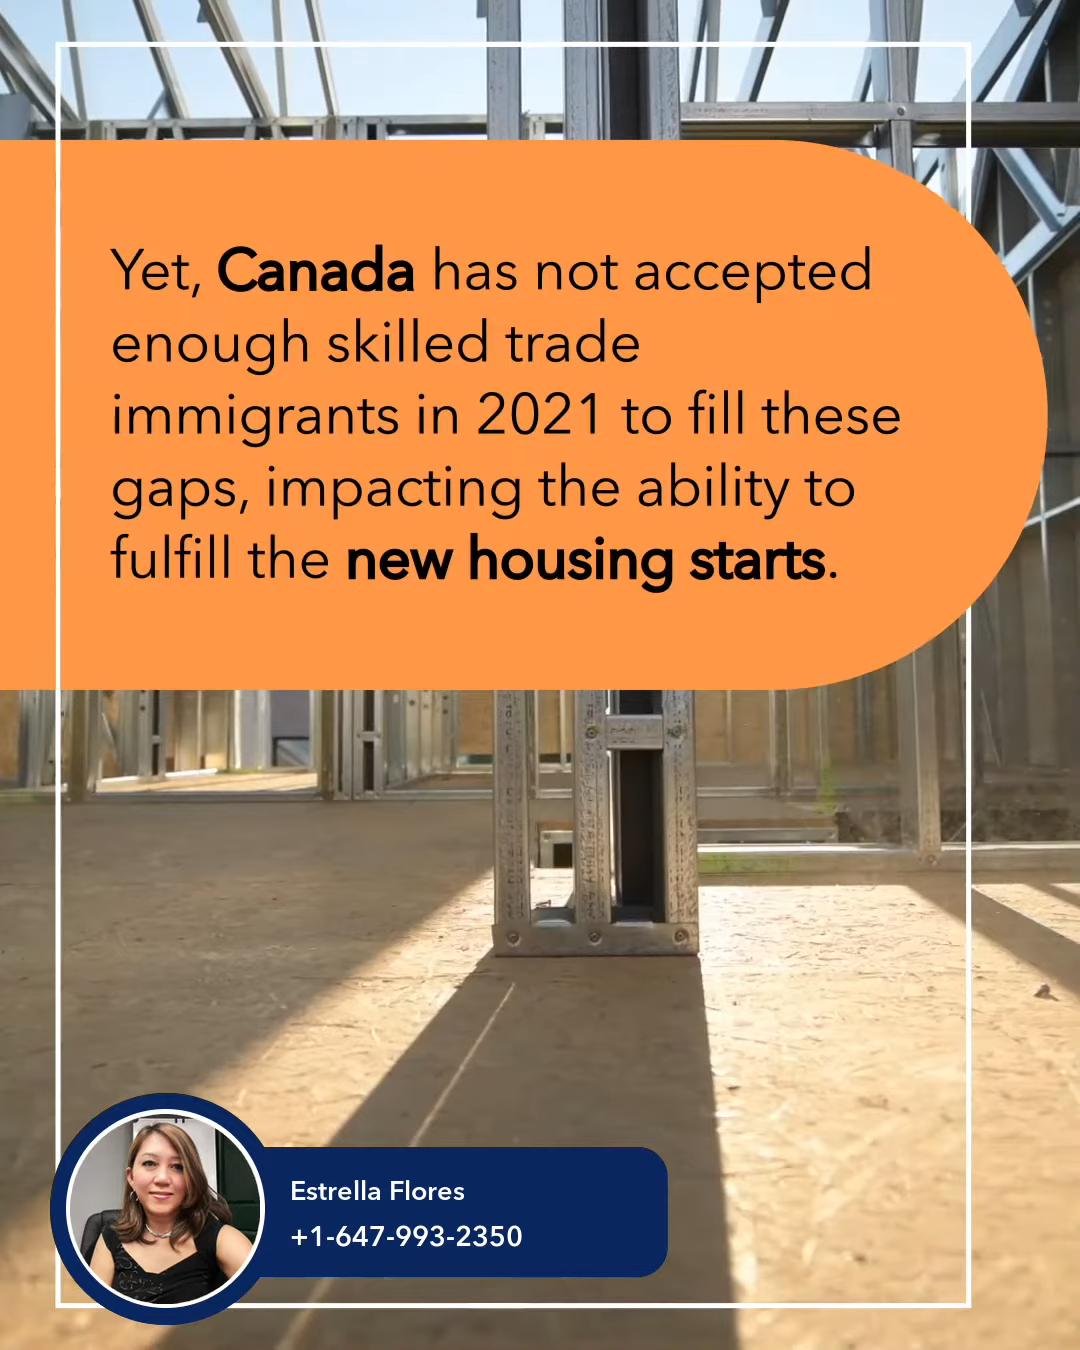 Yet, Canada has not accepted
enough skilled trade
immigrants in 2021 to fill these
gaps, impacting the ability to
fulfill the new housing starts.
Estrella Flores
+1-647-993-2350